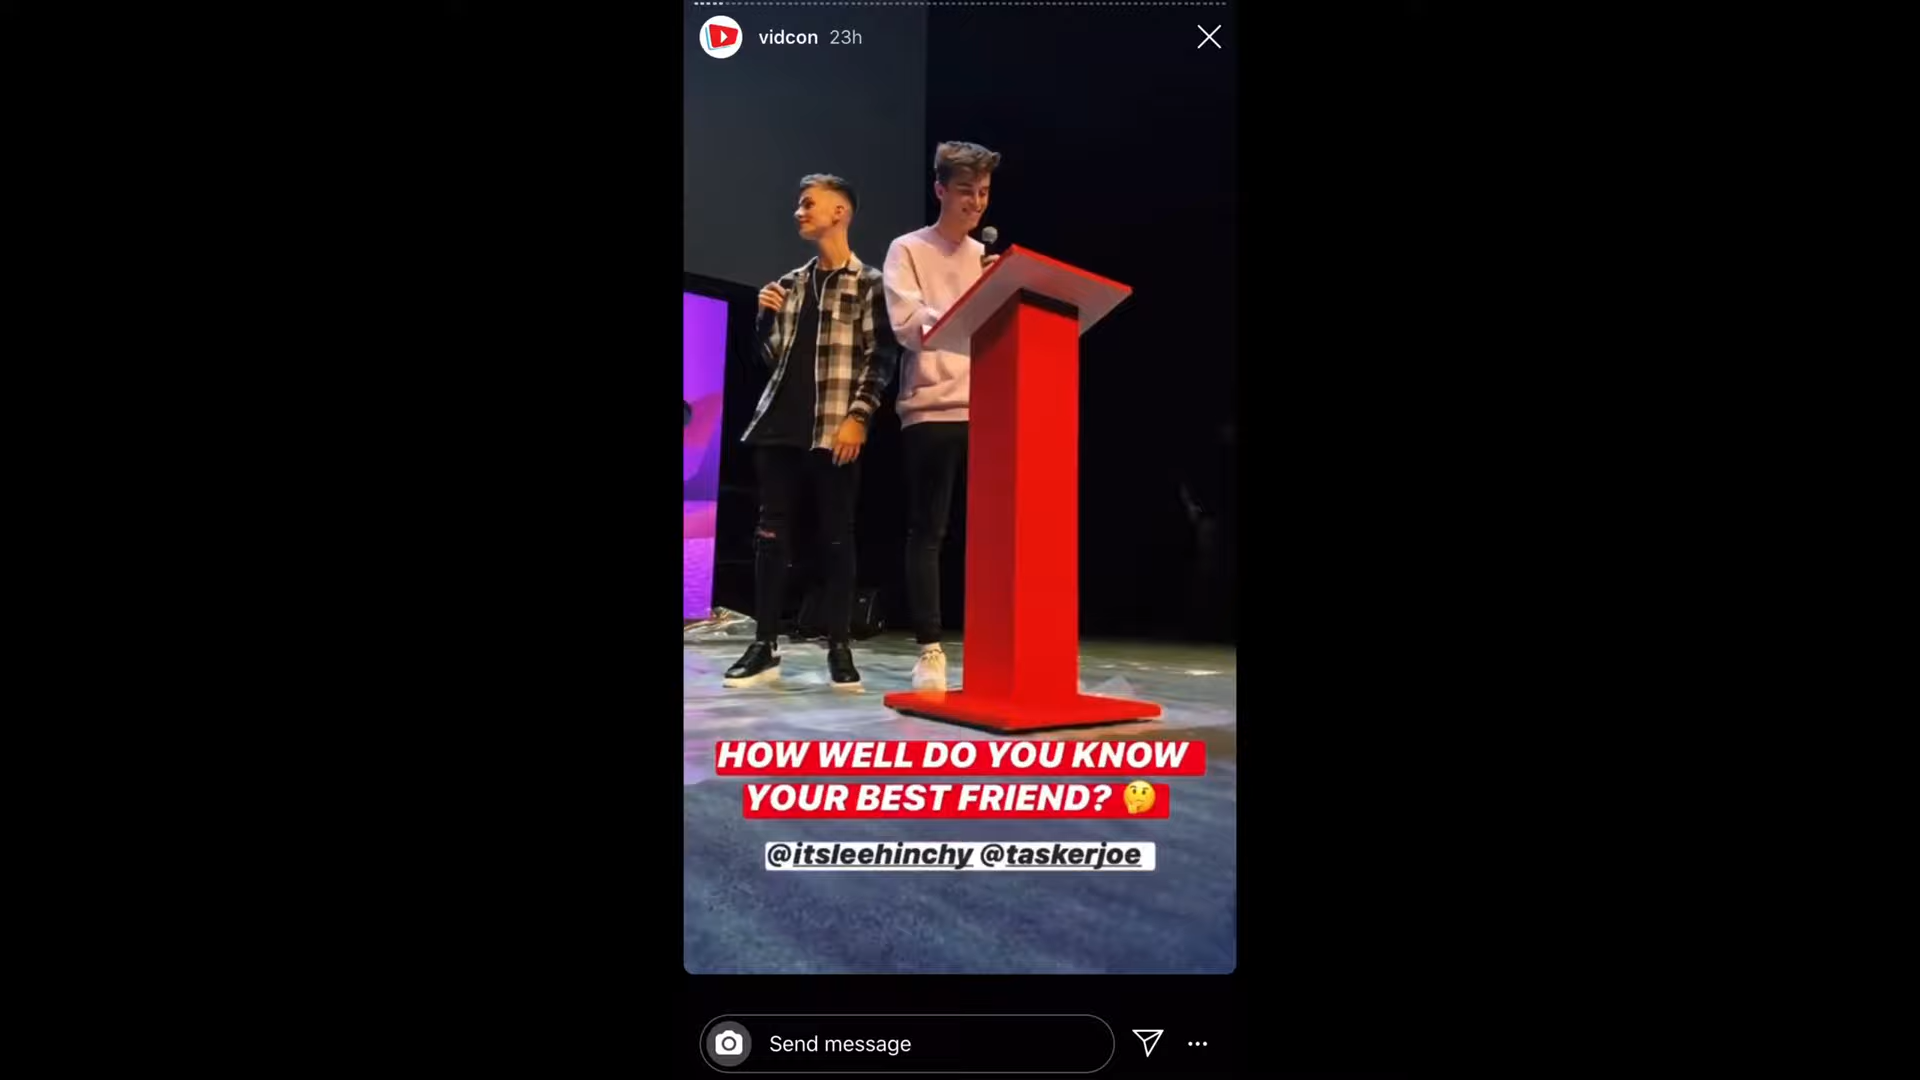 vidcon 23h
HOW WELL DO YOU KNOW
YOUR BEST FRIEND? 🤔
@itsleehinchy @taskerjoe
Send message